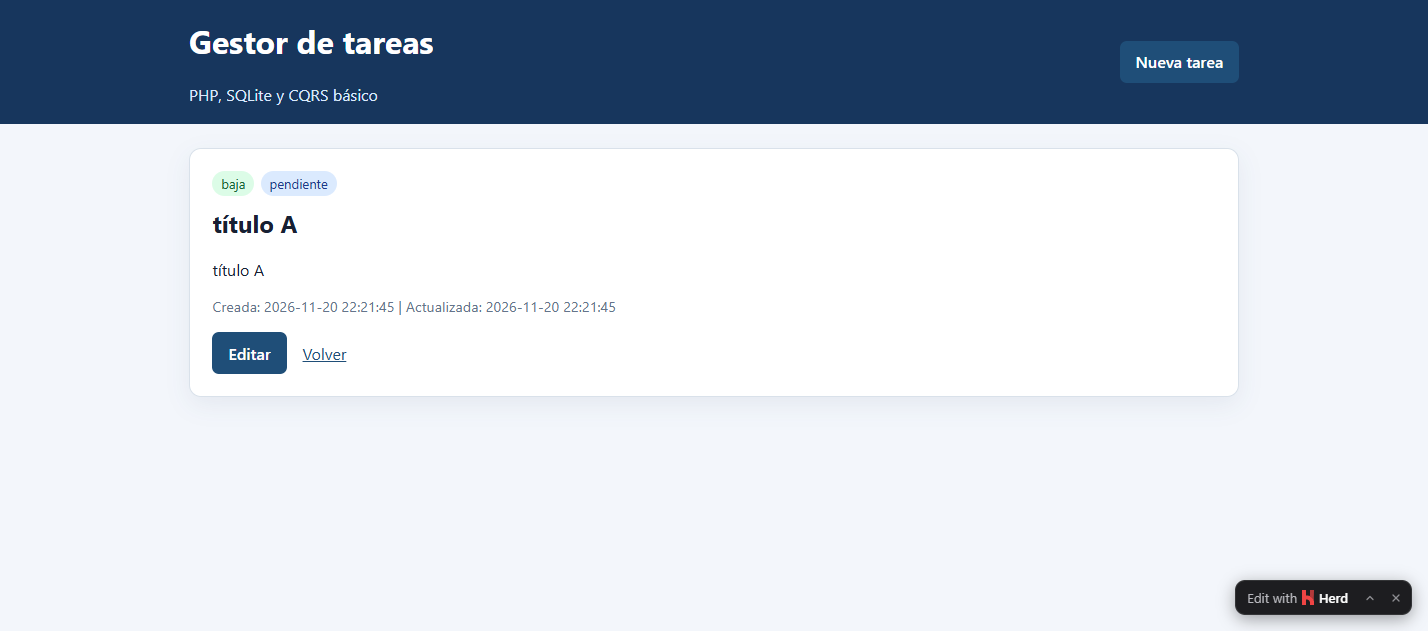 Gestor de tareas
Nueva tarea
PHP, SQLite y CQRS básico
baja pendiente
título A
título A
Creada: 2026-11-20 22:21:45 | Actualizada: 2026-11-20 22:21:45
Editar Volver
Edit with Herd